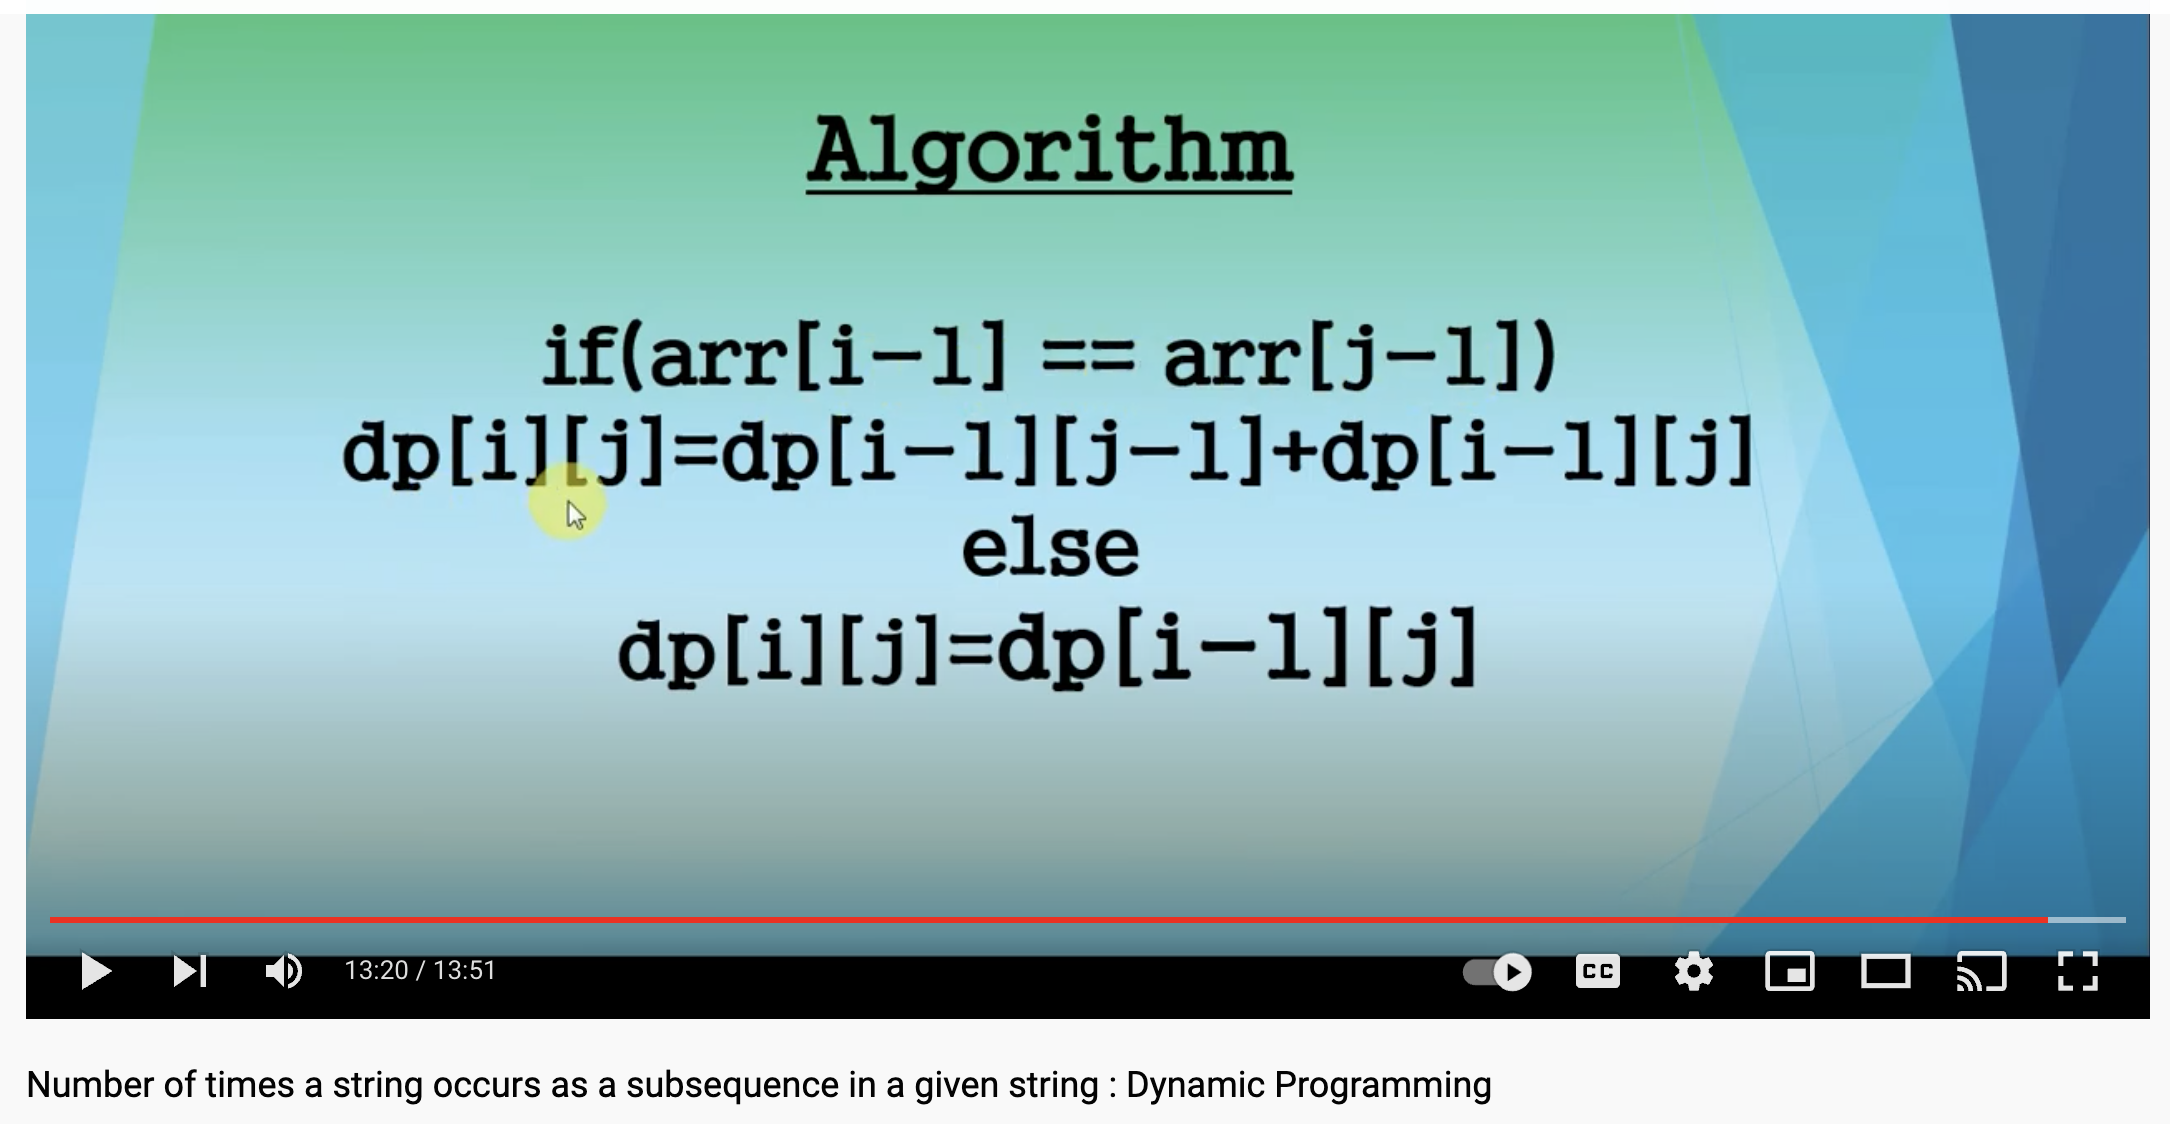 Algorithm
if(arr[i-1] == arr[j-1])
dp[i][j]=dp[i-1][j-1]+dp[i-1][j]
else
dp[i][j]=dp[i-1][j]
13:20 / 13:51
CC
Number of times a string occurs as a subsequence in a given string : Dynamic Programming